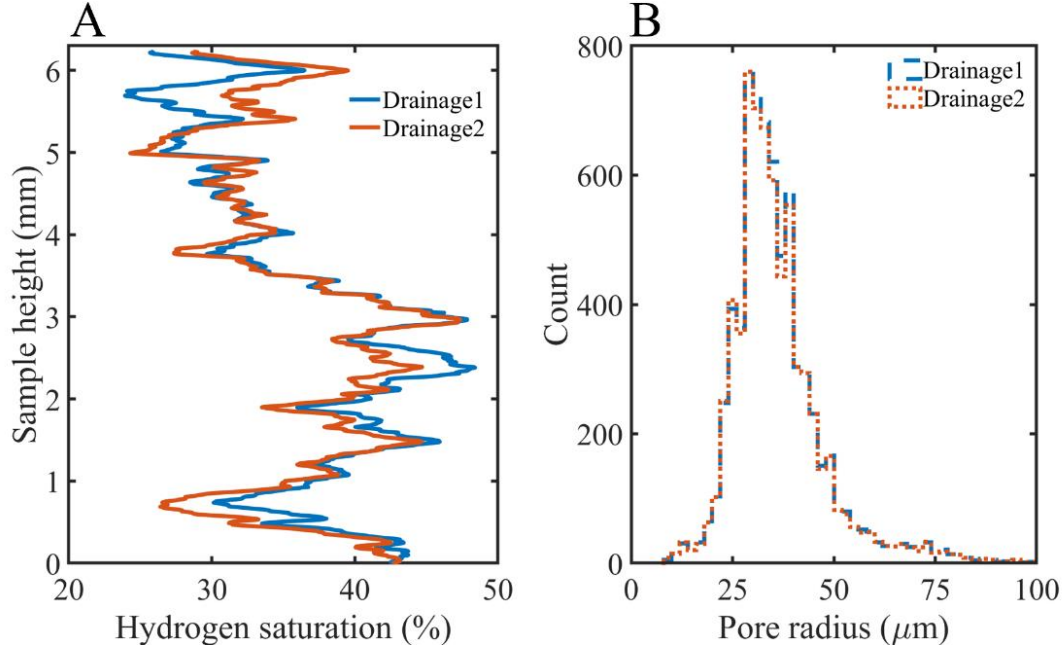 A
6
5
4
3
2
1
0
Sample height (mm)
Drainage1
Drainage2
20 30 40 50
Hydrogen saturation (%)
B
800
600
400
200
0
Count
Drainage1
Drainage2
0 25 50 75 100
Pore radius (μm)